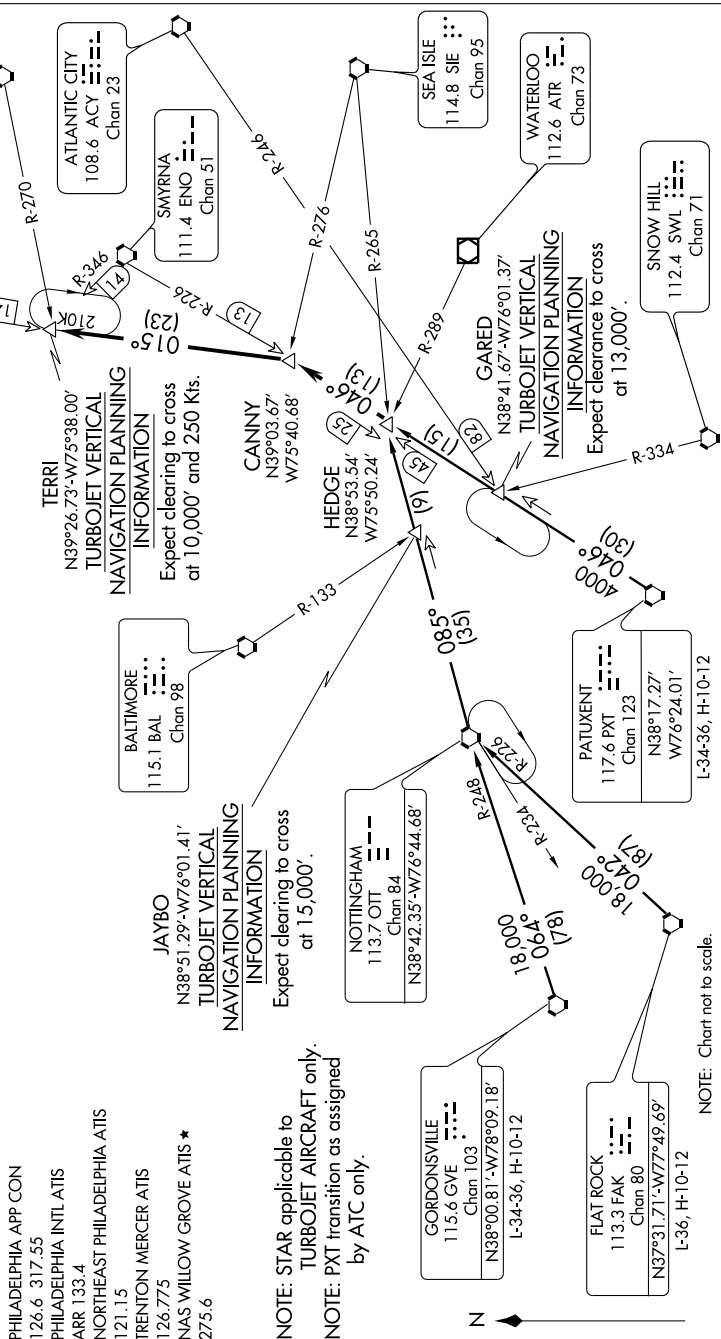 PHILADELPHIA APP CON
126.6 317.55
PHILADELPHIA INTL ATIS
ARR 133.4
NORTHEAST PHILADELPHIA ATIS
121.15
TRENTON MERCER ATIS
126.775
NAS WILLOW GROVE ATIS ★
275.6
NOTE: STAR applicable to
TURBOJET AIRCRAFT only.
NOTE: PXT transition as assigned
by ATC only.
TERRI
N39°26.73'-W75°38.00'
TURBOJET VERTICAL
NAVIGATION PLANNING
INFORMATION
Expect clearing to cross
at 10,000' and 250 Kts.
R-270
210K
R-346
14
ATLANTIC CITY
108.6 ACY
Chan 23
SMYRNA
111.4 ENO
Chan 51
R-226
13
015°
(23)
R-246
R-276
CANNY
N39°03.67'
W75°40.68'
SEA ISLE
114.8 SIE
Chan 95
R-265
046°
(13)
25
HEDGE
N38°53.54'
W75°50.24'
WATERLOO
112.6 ATR
Chan 73
R-289
45
(15)
82
GARED
N38°41.67'-W76°01.37'
TURBOJET VERTICAL
NAVIGATION PLANNING
INFORMATION
Expect clearance to cross
at 13,000'.
SNOW HILL
112.4 SWL
Chan 71
R-334
BALTIMORE
115.1 BAL
Chan 98
R-133
(9)
JAYBO
N38°51.29'-W76°01.41'
TURBOJET VERTICAL
NAVIGATION PLANNING
INFORMATION
Expect clearing to cross
at 15,000'.
085°
(35)
4000
046°
(30)
NOTTINGHAM
113.7 OTT
Chan 84
N38°42.35'-W76°44.68'
R-226
R-248
R-234
PATUXENT
117.6 PXT
Chan 123
N38°17.27'
W76°24.01'
L-34-36, H-10-12
18,000
064°
(78)
18,000
042°
(87)
GORDONSVILLE
115.6 GVE
Chan 103
N38°00.81'-W78°09.18'
L-34-36, H-10-12
FLAT ROCK
113.3 FAK
Chan 80
N37°31.71'-W77°49.69'
L-36, H-10-12
N
NOTE: Chart not to scale.